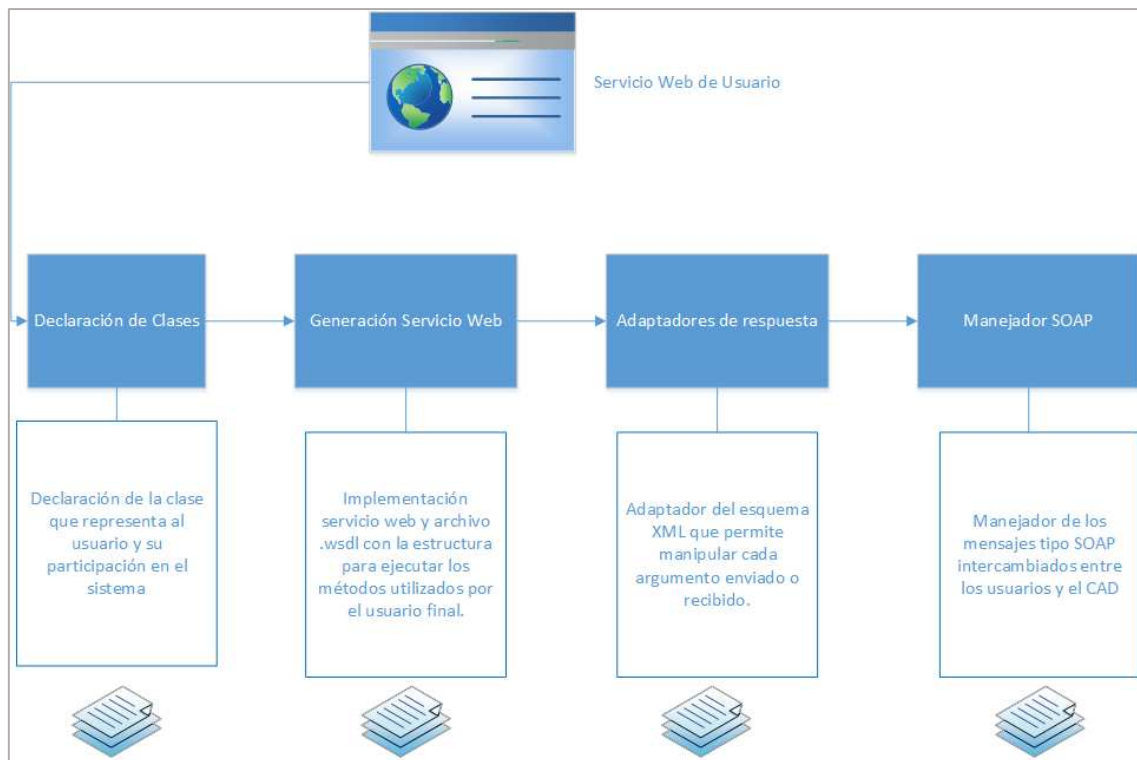 Servicio Web de Usuario
Declaración de Clases
Generación Servicio Web
Adaptadores de respuesta
Manejador SOAP
Declaración de la clase
que representa al
usuario y su
participación en el
sistema
Implementación
servicio web y archivo
.wsdl con la estructura
para ejecutar los
métodos utilizados por
el usuario final.
Adaptador del esquema
XML que permite
manipular cada
argumento enviado o
recibido.
Manejador de los
mensajes tipo SOAP
intercambiados entre
los usuarios y el CAD